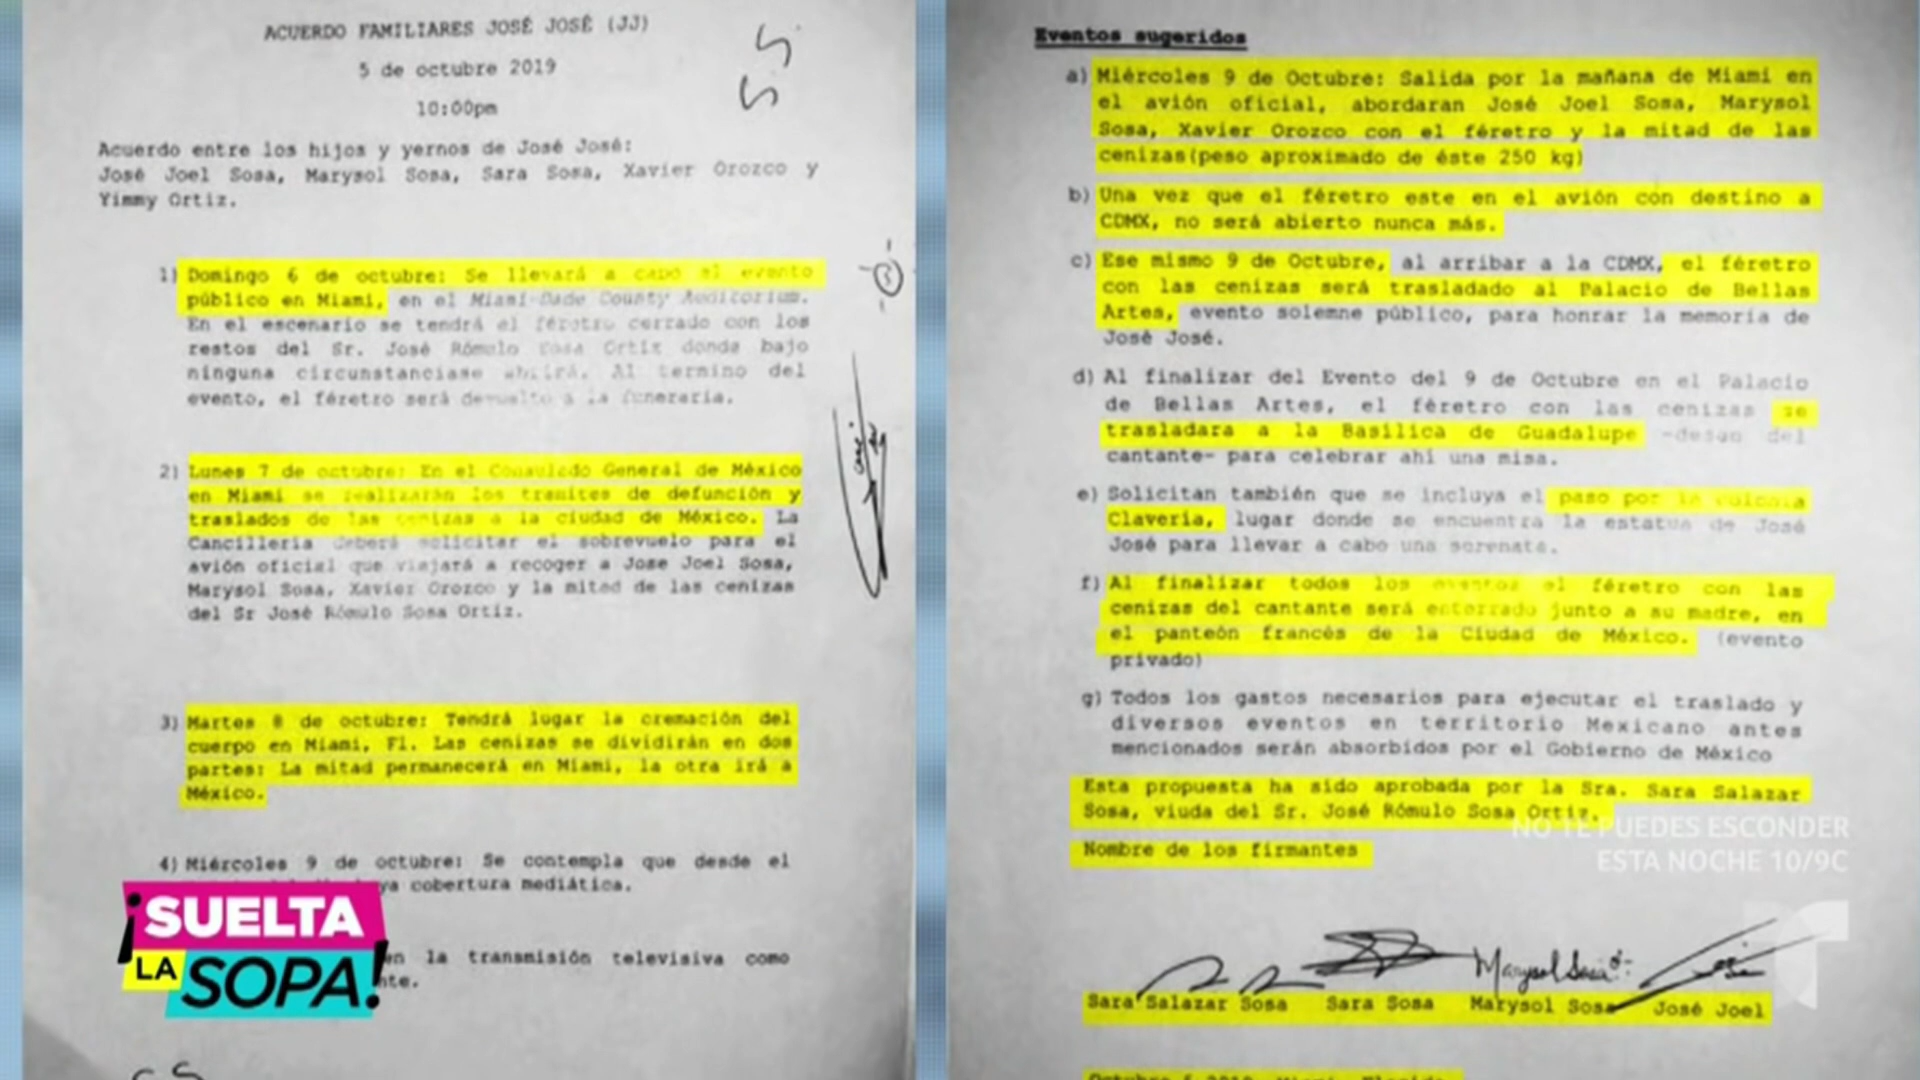 ACUERDO FAMILIARES JOSÉ JOSÉ (JJ)
5 de octubre 2019
10:00pm
Acuerdo entre los hijos y yernos de José José:
José Joel Sosa, Marysol Sosa, Sara Sosa, Xavier Orozco y
Yimmy Ortiz.
1) Domingo 6 de octubre: Se llevará a cabo el evento
público en Miami, en el Miami-Dade County Auditorium.
En el escenario se tendrá el féretro cerrado con los
restos del Sr. José Rómulo Sosa Ortiz donde bajo
ninguna circunstanciase abrirá. Al termino del
evento, el féretro será devuelto a la funeraria.
2) Lunes 7 de octubre: En el Consulado General de México
en Miami se realizarán los tramites de defunción y
traslados de las cenizas a la ciudad de México. La
Cancillería deberá solicitar el sobrevuelo para el
avión oficial que viajará a recoger a Jose Joel Sosa,
Marysol Sosa, Xavier Orozco y la mitad de las cenizas
del Sr José Rómulo Sosa Ortiz.
3) Martes 8 de octubre: Tendrá lugar la cremación del
cuerpo en Miami, Fl. Las cenizas se dividirán en dos
partes: La mitad permanecerá en Miami, la otra irá a
México.
4) Miércoles 9 de octubre: Se contempla que desde el
cobertura mediática.
en la transmisión televisiva como
¡SUELTA
LA SOPA!
Eventos sugeridos
a) Miércoles 9 de Octubre: Salida por la mañana de Miami en
el avión oficial, abordaran José Joel Sosa, Marysol
Sosa, Xavier Orozco con el féretro y la mitad de las
cenizas(peso aproximado de éste 250 kg)
b) Una vez que el féretro este en el avión con destino a
CDMX, no será abierto nunca más.
c) Ese mismo 9 de Octubre, al arribar a la CDMX, el féretro
con las cenizas será trasladado al Palacio de Bellas
Artes, evento solemne público, para honrar la memoria de
José José.
d) Al finalizar del Evento del 9 de Octubre en el Palacio
de Bellas Artes, el féretro con las cenizas se
trasladara a la Basílica de Guadalupe -deseo del
cantante- para celebrar ahí una misa.
e) Solicitan también que se incluya el paso por la colonia
Clavería, lugar donde se encuentra la estatua de José
José para llevar a cabo una serenata.
f) Al finalizar todos los eventos el féretro con las
cenizas del cantante será enterrado junto a su madre, en
el panteón francés de la Ciudad de México. (evento
privado)
g) Todos los gastos necesarios para ejecutar el traslado y
diversos eventos en territorio Mexicano antes
mencionados serán absorbidos por el Gobierno de México
Esta propuesta ha sido aprobada por la Sra. Sara Salazar
Sosa, viuda del Sr. José Rómulo Sosa Ortiz.
NO TE PUEDES ESCONDER
ESTA NOCHE 10/9C
Nombre de los firmantes
Marysol Sosa
Sara Salazar Sosa Sara Sosa Marysol Sosa José Joel